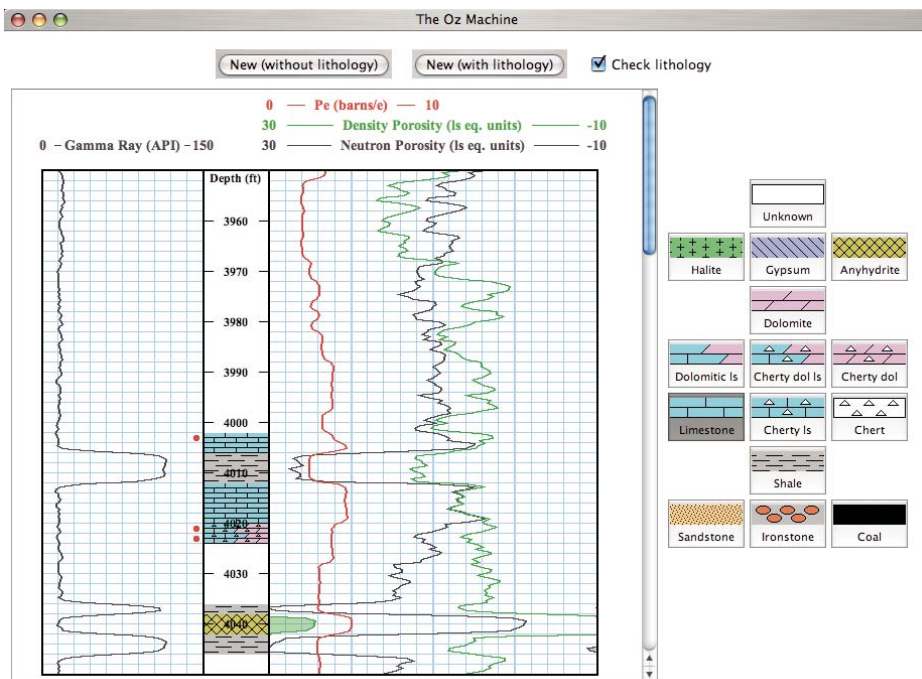 The Oz Machine
New (without lithology) New (with lithology) Check lithology
0 — Pe (barns/e) — 10
30 — Density Porosity (ls eq. units) — -10
0 – Gamma Ray (API) –150 30 — Neutron Porosity (ls eq. units) — -10
Depth (ft)
3960
3970
3980
3990
4000
4010
4020
4030
4040
Unknown
Halite Gypsum Anyhydrite
Dolomite
Dolomitic ls Cherty dol ls Cherty dol
Limestone Cherty ls Chert
Shale
Sandstone Ironstone Coal